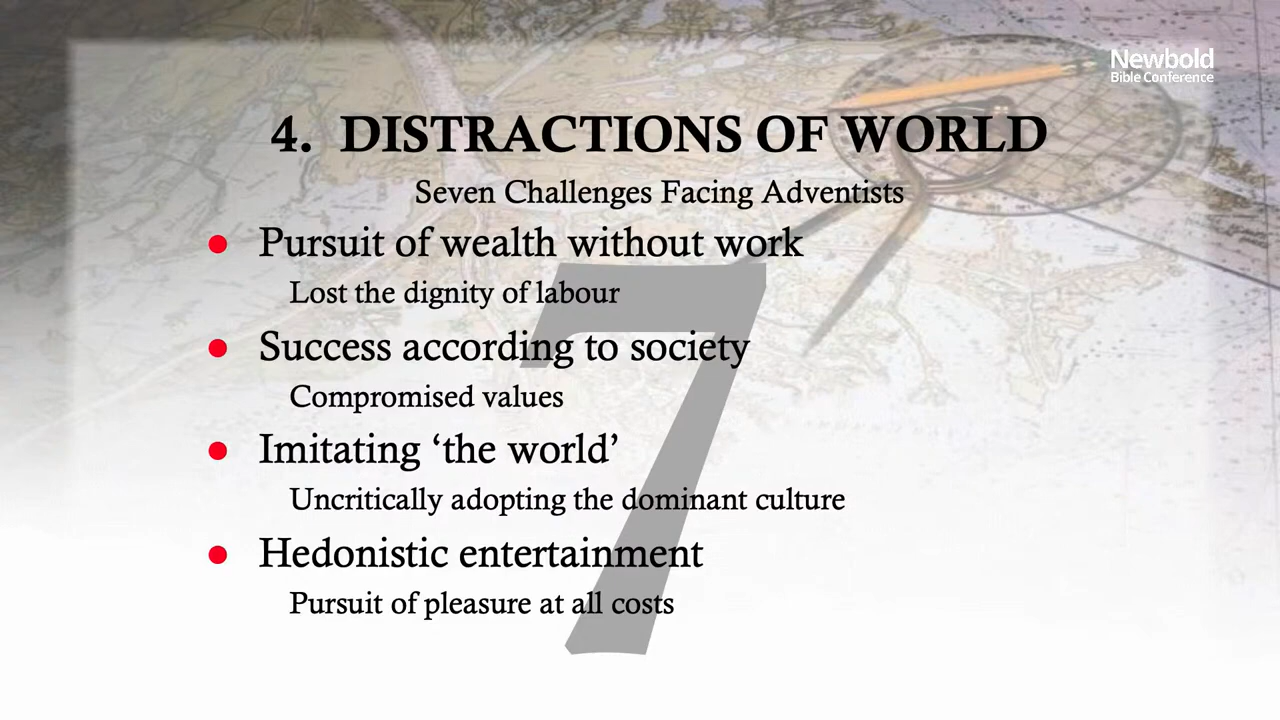 Newbold
Bible Conference
4. DISTRACTIONS OF WORLD
Seven Challenges Facing Adventists
● Pursuit of wealth without work
Lost the dignity of labour
● Success according to society
Compromised values
● Imitating ‘the world’
Uncritically adopting the dominant culture
● Hedonistic entertainment
Pursuit of pleasure at all costs
7